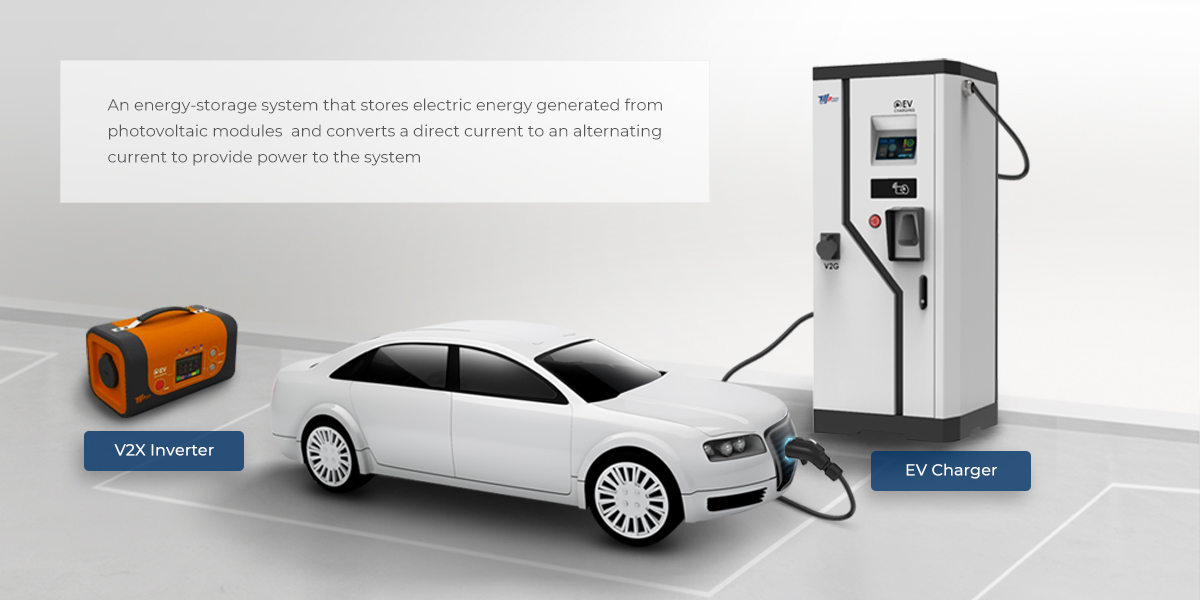 An energy-storage system that stores electric energy generated from
photovoltaic modules  and converts a direct current to an alternating
current to provide power to the system
EV
V2G
V2X Inverter
EV Charger